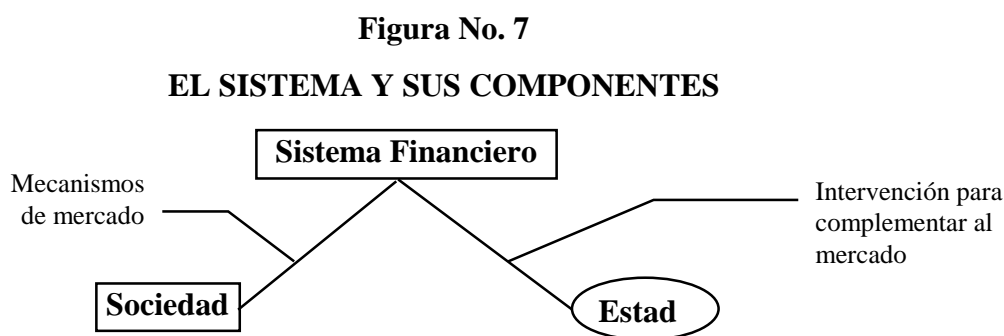 Figura No. 7
EL SISTEMA Y SUS COMPONENTES
Sistema Financiero
Mecanismos
de mercado
Intervención para
complementar al
mercado
Sociedad
Estad